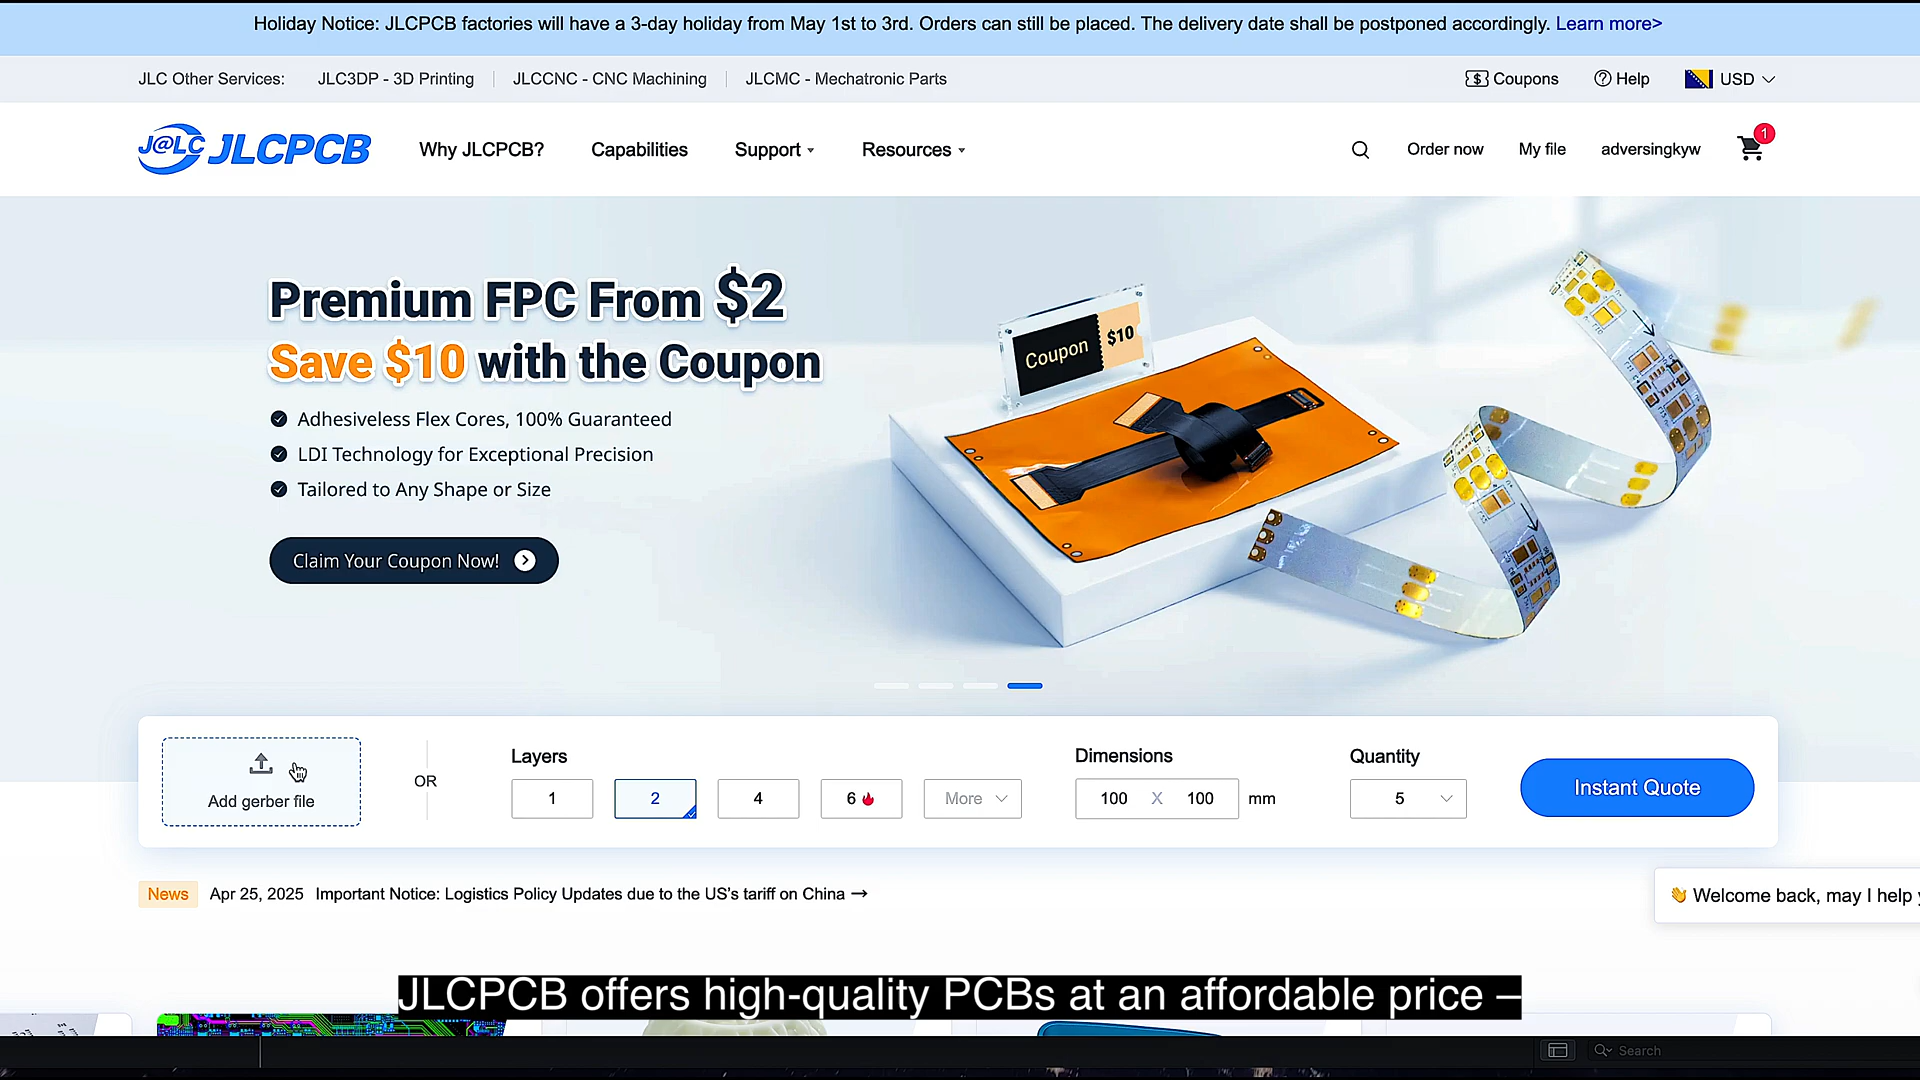 Holiday Notice: JLCPCB factories will have a 3-day holiday from May 1st to 3rd. Orders can still be placed. The delivery date shall be postponed accordingly. Learn more>
JLC Other Services: JLC3DP - 3D Printing JLCCNC - CNC Machining JLCMC - Mechatronic Parts Coupons Help USD
J@LC JLCPCB Why JLCPCB? Capabilities Support Resources Order now My file adversingkyw 1
Premium FPC From $2
Save $10 with the Coupon
Coupon $10
Adhesiveless Flex Cores, 100% Guaranteed
LDI Technology for Exceptional Precision
Tailored to Any Shape or Size
Claim Your Coupon Now!
Add gerber file
OR
Layers
1 2 4 6 More
Dimensions
100 X 100 mm
Quantity
5
Instant Quote
News Apr 25, 2025 Important Notice: Logistics Policy Updates due to the US's tariff on China →
👋 Welcome back, may I help
JLCPCB offers high-quality PCBs at an affordable price –
Search